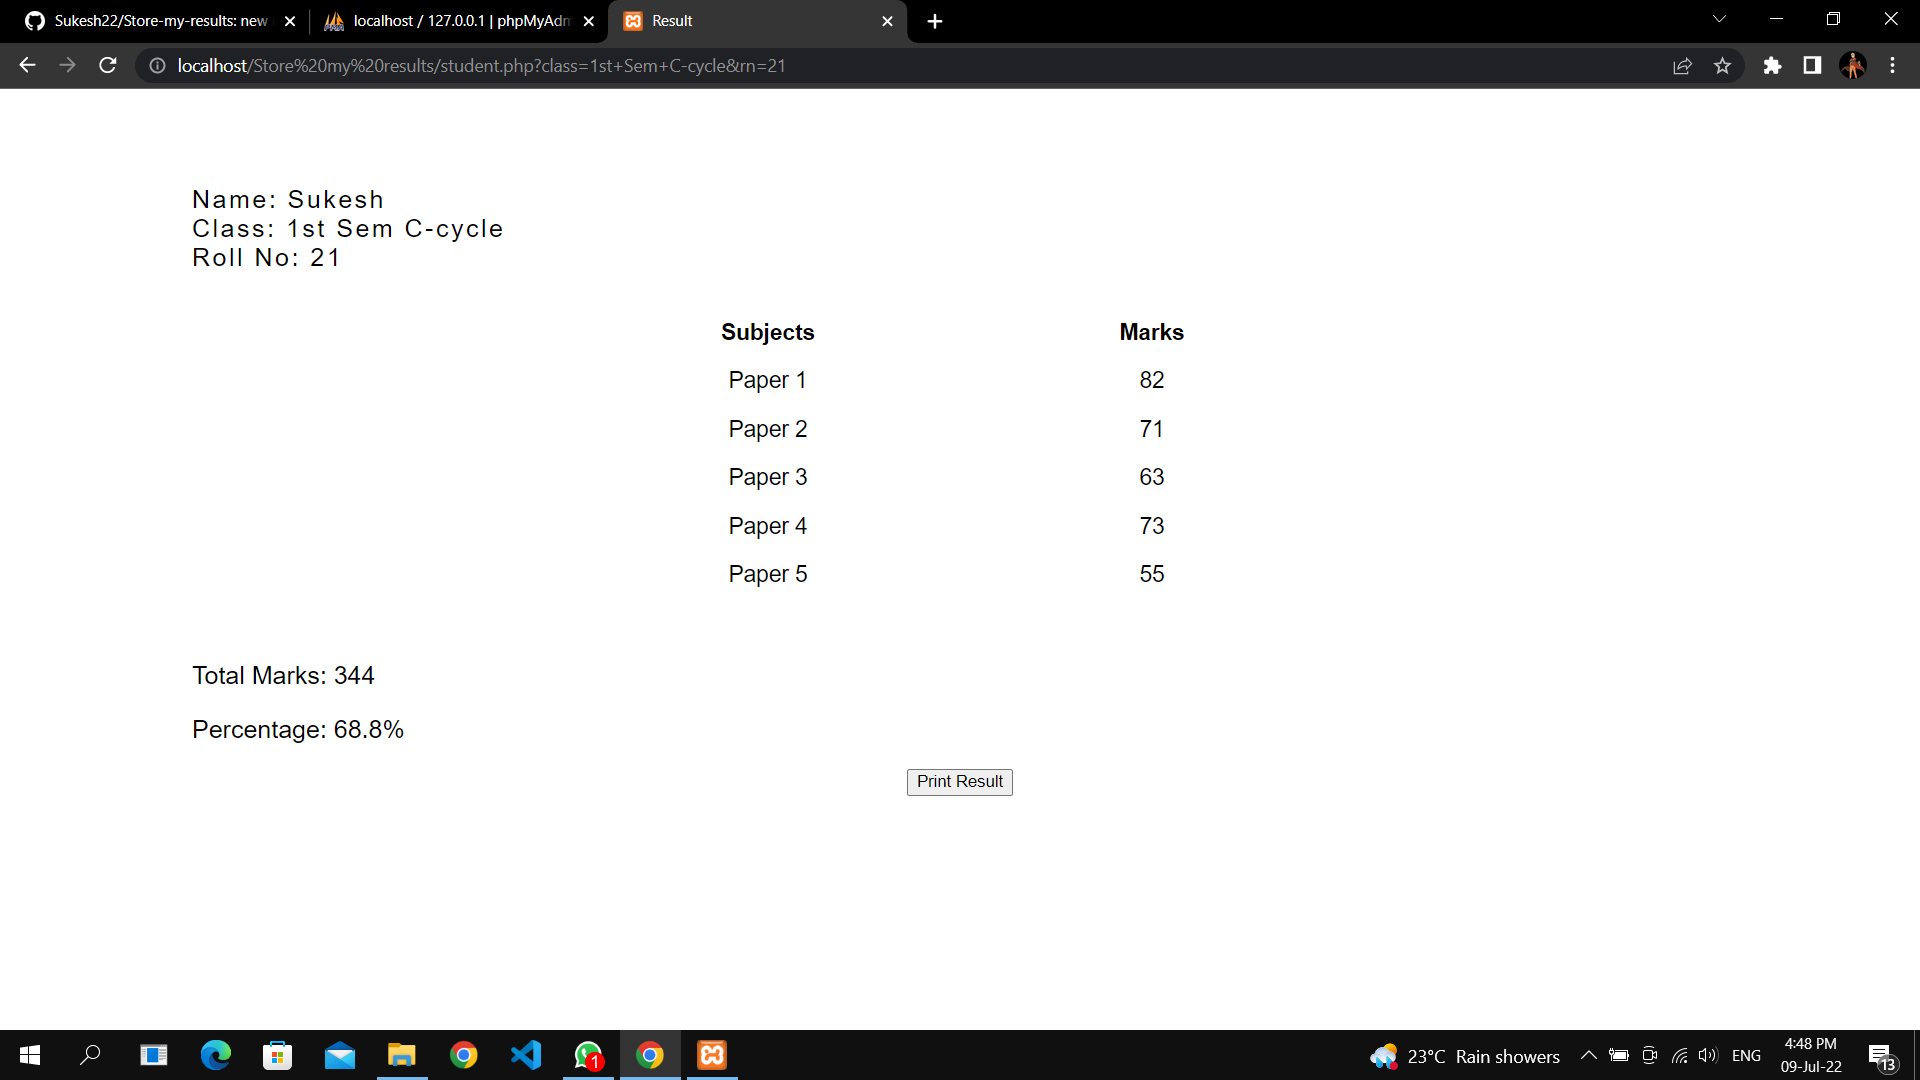 Sukesh22/Store-my-results: new
localhost / 127.0.0.1 | phpMyAdm
Result
localhost/Store%20my%20results/student.php?class=1st+Sem+C-cycle&rn=21
Name: Sukesh
Class: 1st Sem C-cycle
Roll No: 21
Subjects Marks
Paper 1 82
Paper 2 71
Paper 3 63
Paper 4 73
Paper 5 55
Total Marks: 344
Percentage: 68.8%
Print Result
1
23°C Rain showers
ENG
4:48 PM
09-Jul-22
13